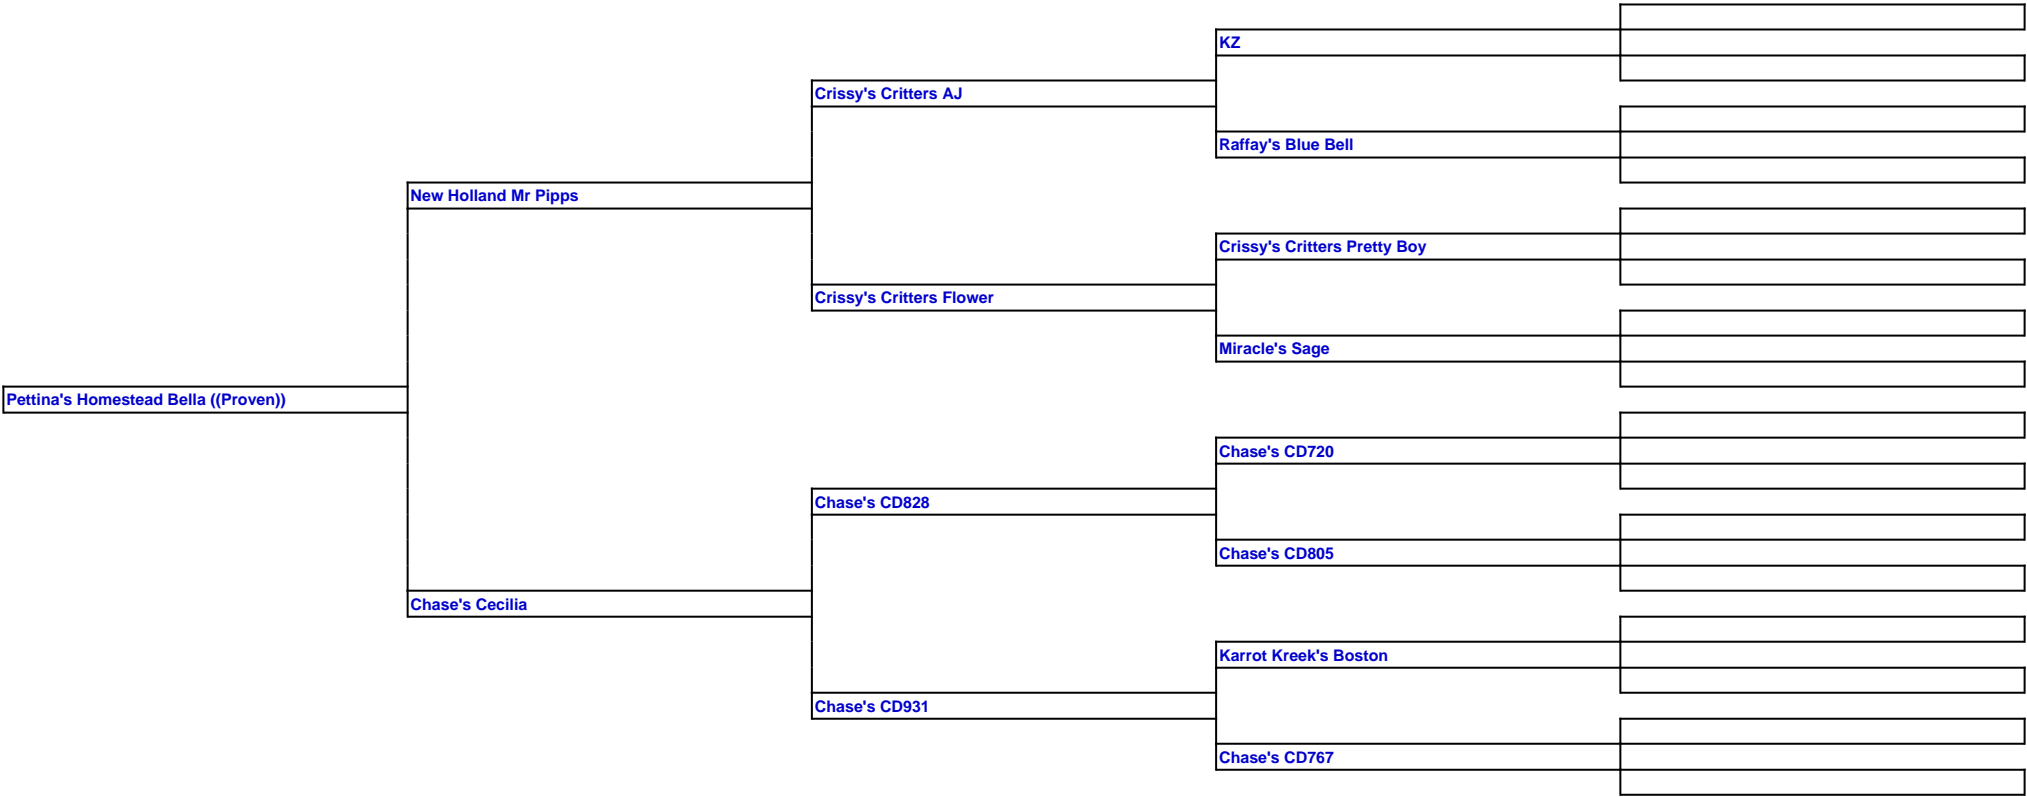 KZ
Crissy's Critters AJ
Raffay's Blue Bell
New Holland Mr Pipps
Crissy's Critters Pretty Boy
Crissy's Critters Flower
Miracle's Sage
Pettina's Homestead Bella ((Proven))
Chase's CD720
Chase's CD828
Chase's CD805
Chase's Cecilia
Karrot Kreek's Boston
Chase's CD931
Chase's CD767